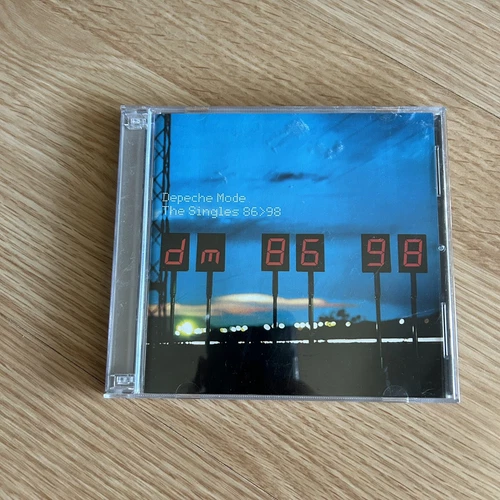 Depeche Mode
The Singles 86>98
dm 86 98